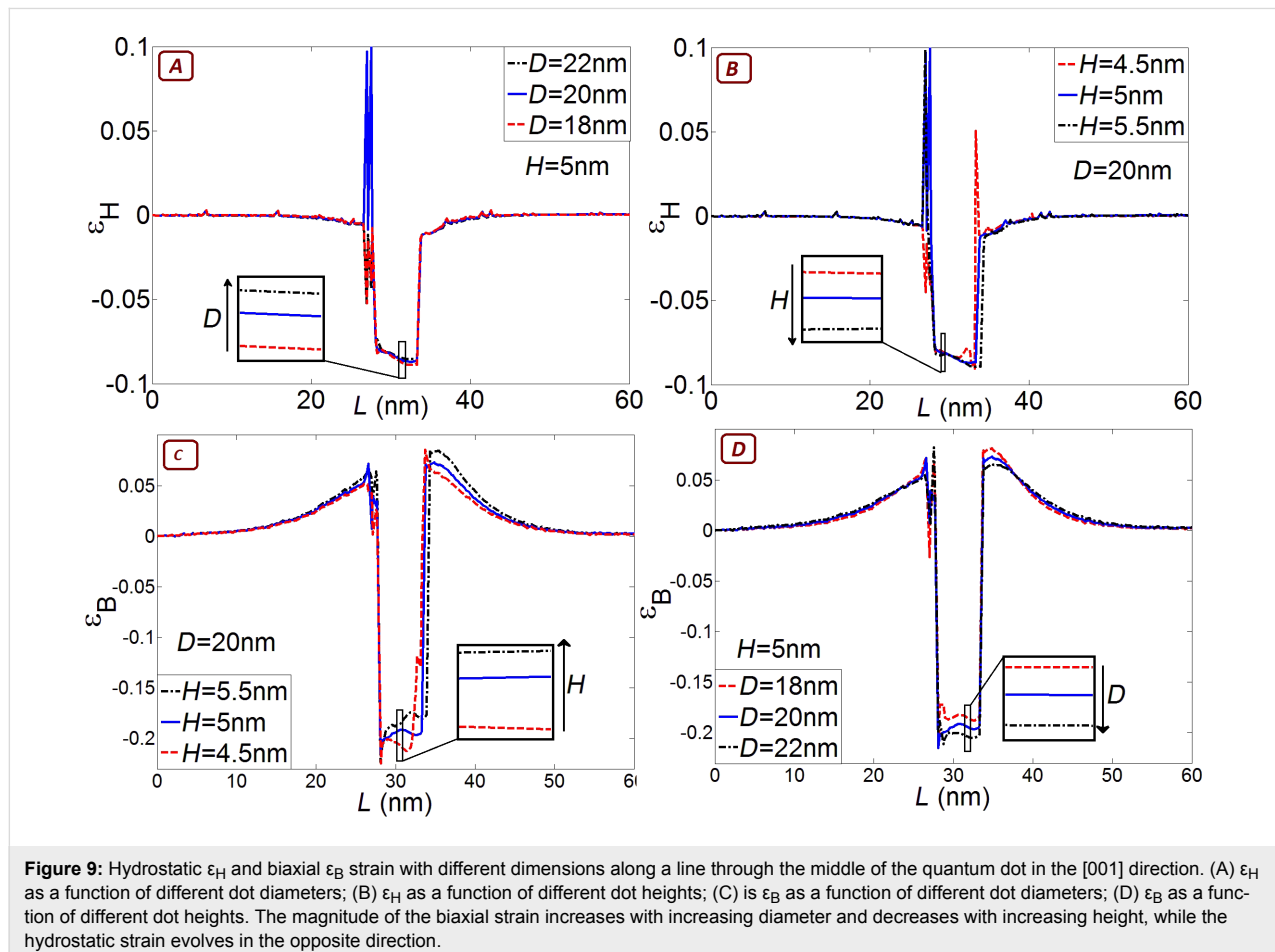 A
0.1
0.05
0
-0.05
-0.1
εH
D=22nm
D=20nm
D=18nm
H=5nm
D
0
20
40
60
L (nm)
B
0.1
0.05
0
-0.05
-0.1
εH
H=4.5nm
H=5nm
H=5.5nm
D=20nm
H
0
20
40
60
L (nm)
C
0.05
0
-0.05
-0.1
-0.15
-0.2
εB
D=20nm
H=5.5nm
H=5nm
H=4.5nm
H
0
10
20
30
40
50
60
L (nm)
D
0.05
0
-0.05
-0.1
-0.15
-0.2
εB
H=5nm
D=18nm
D=20nm
D=22nm
D
0
10
20
30
40
50
60
L (nm)
Figure 9: Hydrostatic εH and biaxial εB strain with different dimensions along a line through the middle of the quantum dot in the [001] direction. (A) εH
as a function of different dot diameters; (B) εH as a function of different dot heights; (C) is εB as a function of different dot diameters; (D) εB as a func-
tion of different dot heights. The magnitude of the biaxial strain increases with increasing diameter and decreases with increasing height, while the
hydrostatic strain evolves in the opposite direction.